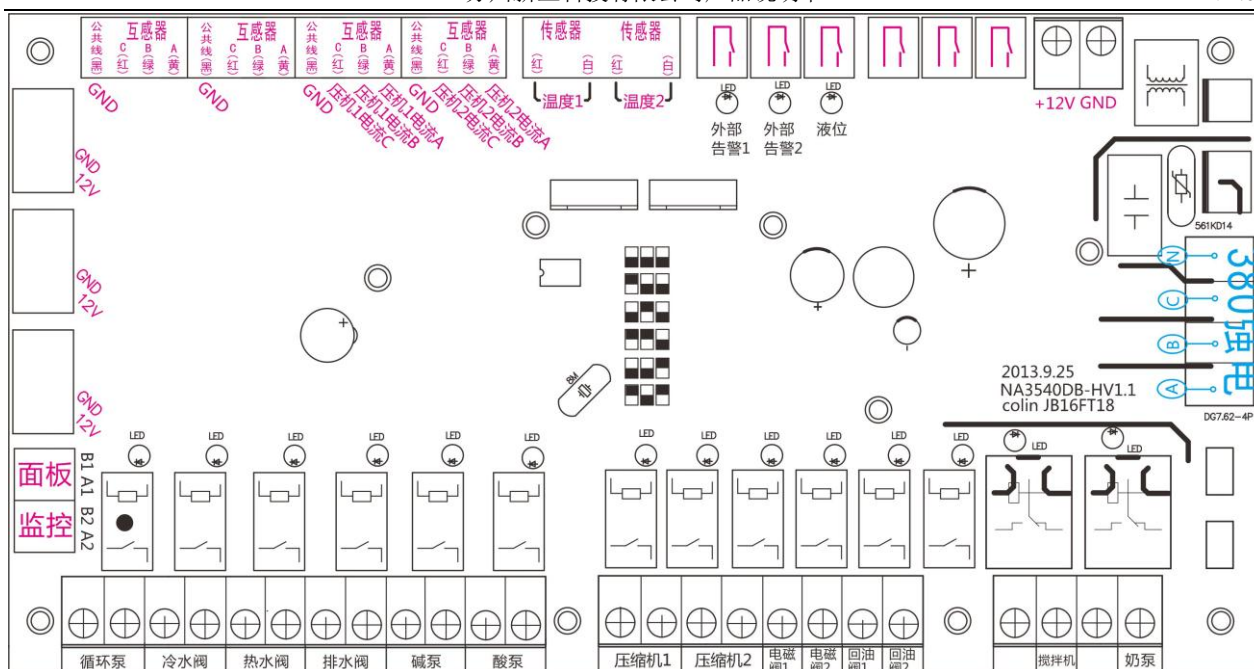 公共线(黑) 互感器 C(红) B(绿) A(黄) 公共线(黑) 互感器 C(红) B(绿) A(黄) 公共线(黑) 互感器 C(红) B(绿) A(黄) 公共线(黑) 互感器 C(红) B(绿) A(黄) 传感器 (红) (白) 传感器 (红) (白)
GND GND GND 压机1电流C 压机1电流B 压机1电流A GND 压机2电流C 压机2电流B 压机2电流A
温度1 温度2
LED LED LED
外部告警1 外部告警2 液位
+12V GND
GND
12V
561KD14
GND
12V
N
C
B
A
380强电
8M
2013.9.25
NA3540DB-HV1.1
colin JB16FT18
DG7.62-4P
GND
12V
LED LED LED LED LED LED LED LED LED LED LED LED LED
面板 B1 A1
监控 B2 A2
循环泵 冷水阀 热水阀 排水阀 碱泵 酸泵 压缩机1 压缩机2 电磁阀1 电磁阀2 回油阀1 回油阀2 搅拌机 奶泵